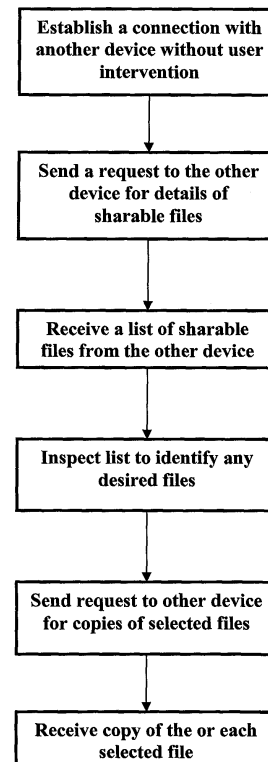 Establish a connection with
another device without user
intervention
Send a request to the other
device for details of
sharable files
Receive a list of sharable
files from the other device
Inspect list to identify any
desired files
Send request to other device
for copies of selected files
Receive copy of the or each
selected file